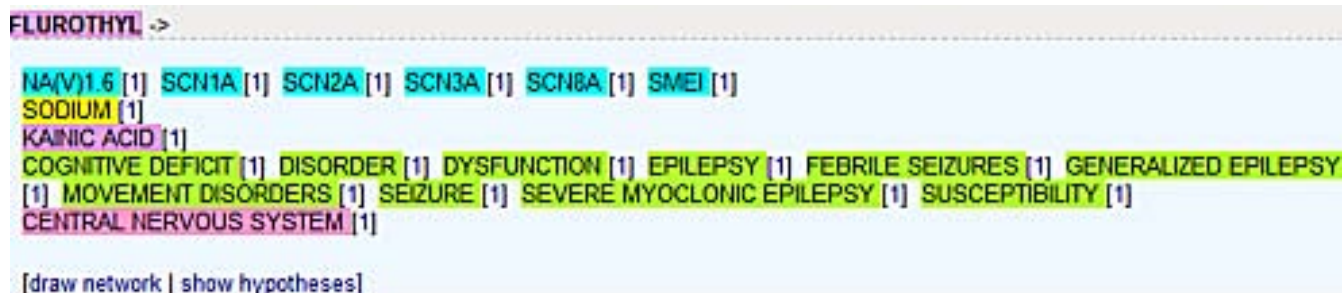 FLUROTHYL ->
NA(V)1.6 [1] SCN1A [1] SCN2A [1] SCN3A [1] SCN8A [1] SMEI [1]
SODIUM [1]
KAINIC ACID [1]
COGNITIVE DEFICIT [1] DISORDER [1] DYSFUNCTION [1] EPILEPSY [1] FEBRILE SEIZURES [1] GENERALIZED EPILEPSY
[1] MOVEMENT DISORDERS [1] SEIZURE [1] SEVERE MYOCLONIC EPILEPSY [1] SUSCEPTIBILITY [1]
CENTRAL NERVOUS SYSTEM [1]
[draw network | show hypotheses]